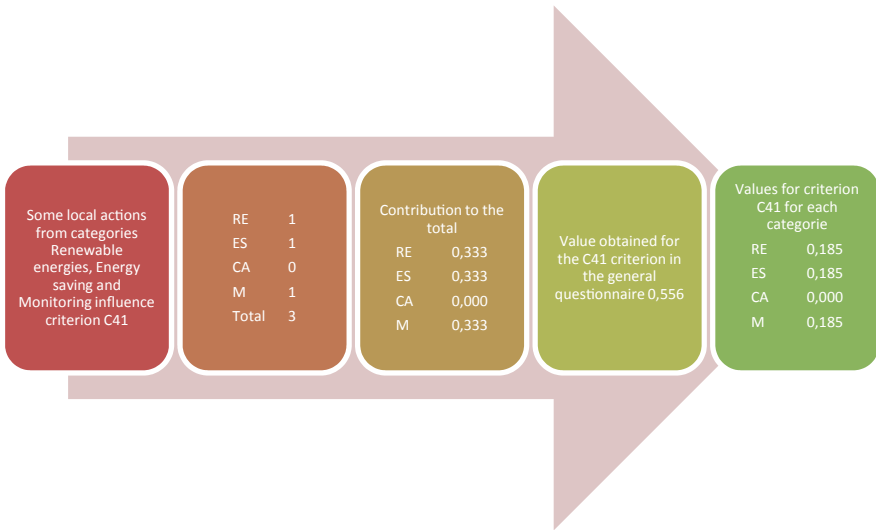 Some local actions
from categories
Renewable
energies, Energy
saving and
Monitoring influence
criterion C41
RE 1
ES 1
CA 0
M 1
Total 3
Contribution to the
total
RE 0,333
ES 0,333
CA 0,000
M 0,333
Value obtained for
the C41 criterion in
the general
questionnaire 0,556
Values for criterion
C41 for each
categorie
RE 0,185
ES 0,185
CA 0,000
M 0,185